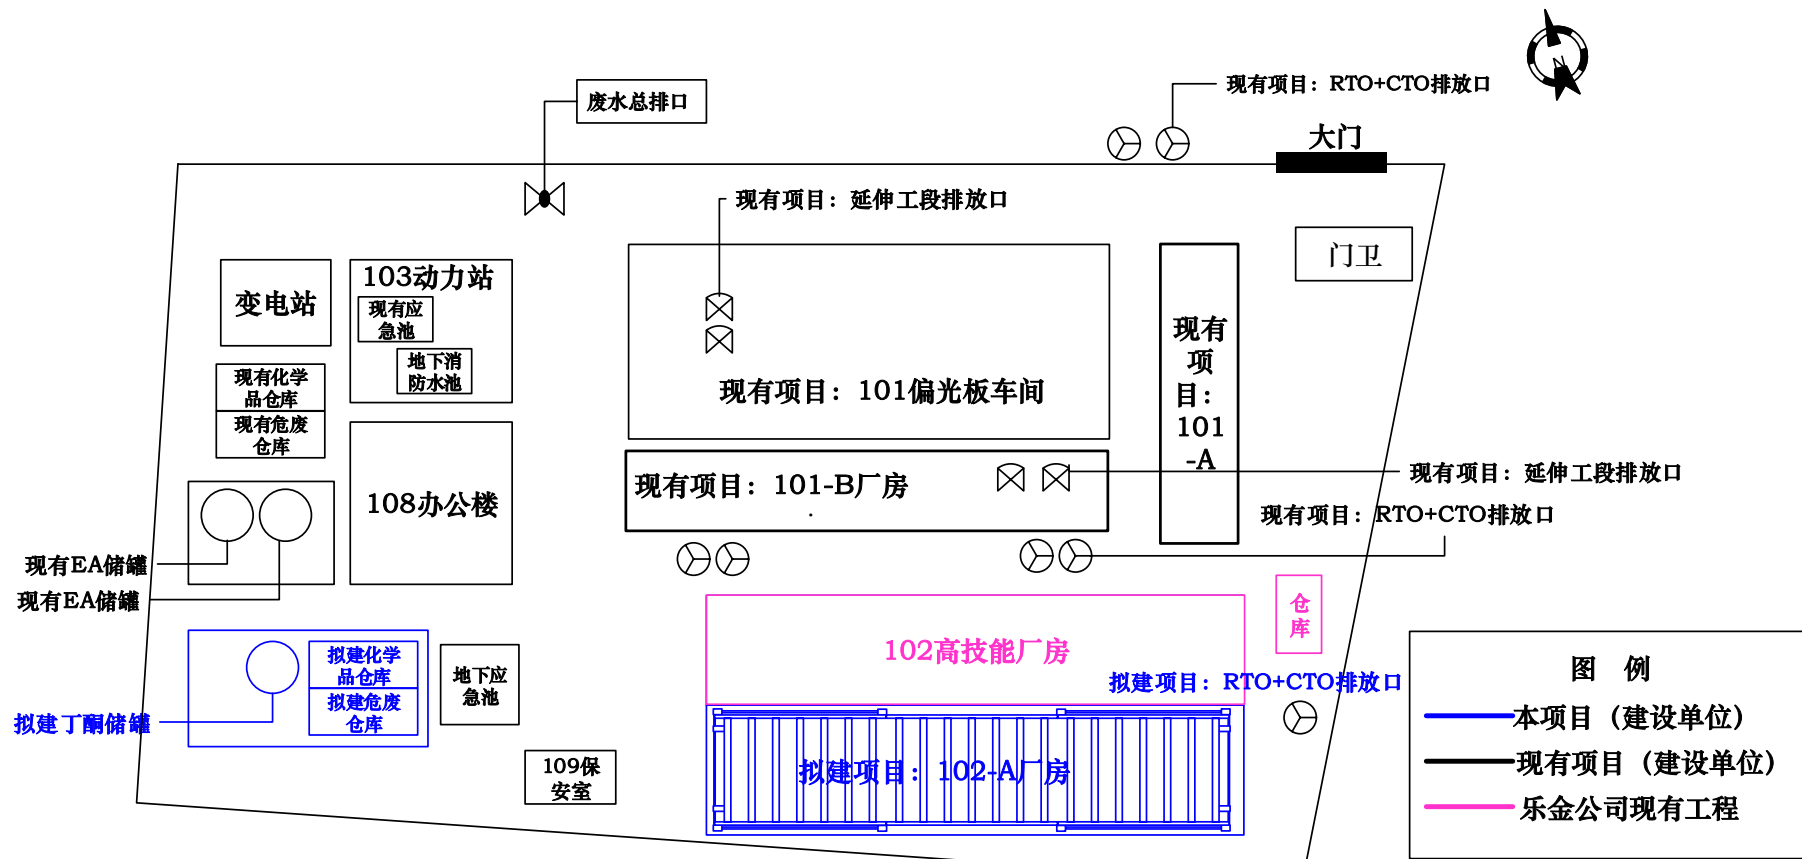 现有项目：RTO+CTO排放口
废水总排口
大门
现有项目：延伸工段排放口
门卫
103动力站
变电站
现有应
急池
现有
项
目：
101
-A
地下消
防水池
现有化学
品仓库
现有项目：101偏光板车间
现有危废
仓库
现有项目：延伸工段排放口
现有项目：101-B厂房
108办公楼
现有项目：RTO+CTO排放口
现有EA储罐
现有EA储罐
仓
库
102高技能厂房
拟建化学
品仓库
地下应
急池
拟建项目：RTO+CTO排放口
拟建危废
仓库
拟建丁酮储罐
109保
安室
拟建项目：102-A厂房
图 例
本项目（建设单位）
现有项目（建设单位）
乐金公司现有工程